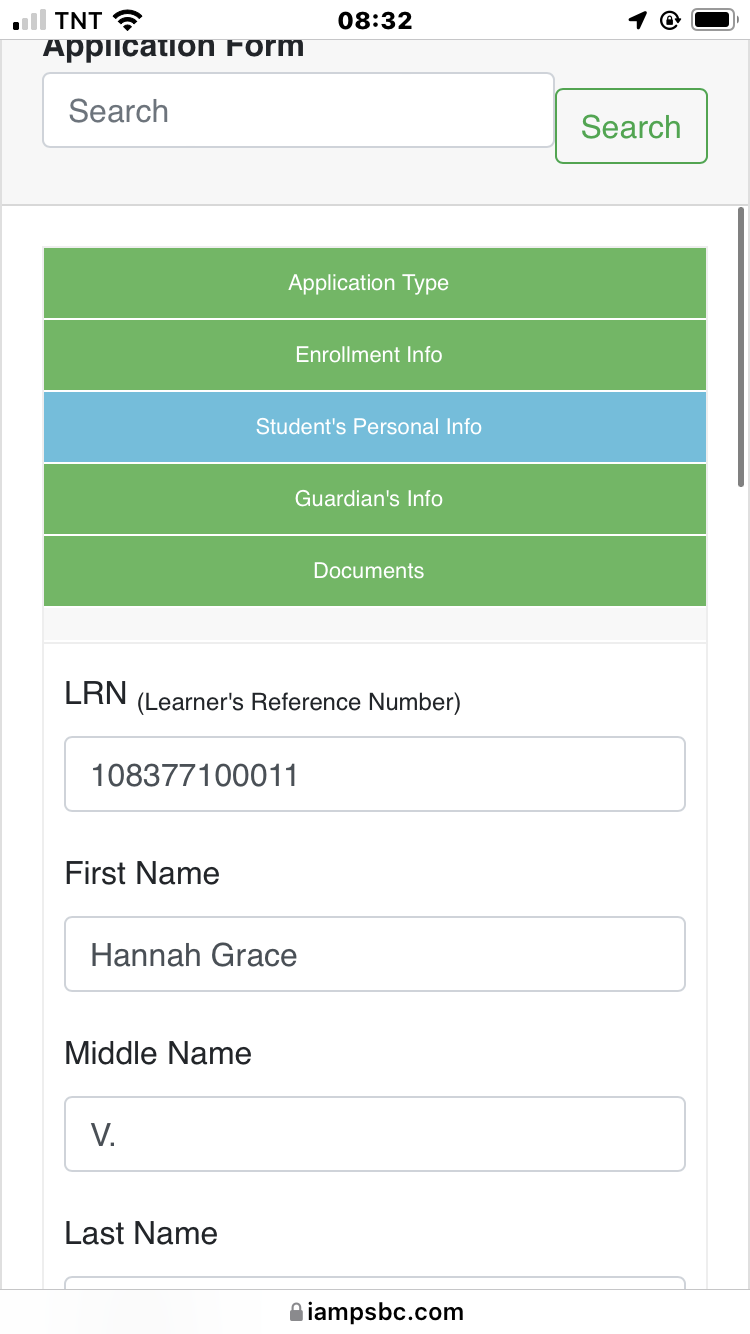 TNT 08:32
Application Form
Search
Search
Application Type
Enrollment Info
Student's Personal Info
Guardian's Info
Documents
LRN (Learner's Reference Number)
108377100011
First Name
Hannah Grace
Middle Name
V.
Last Name
iampsbc.com